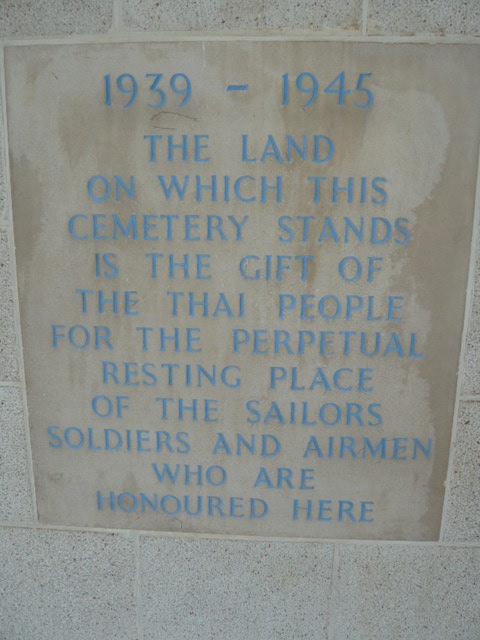 1939 - 1945
THE LAND
ON WHICH THIS
CEMETERY STANDS
IS THE GIFT OF
THE THAI PEOPLE
FOR THE PERPETUAL
RESTING PLACE
OF THE SAILORS
SOLDIERS AND AIRMEN
WHO ARE
HONOURED HERE